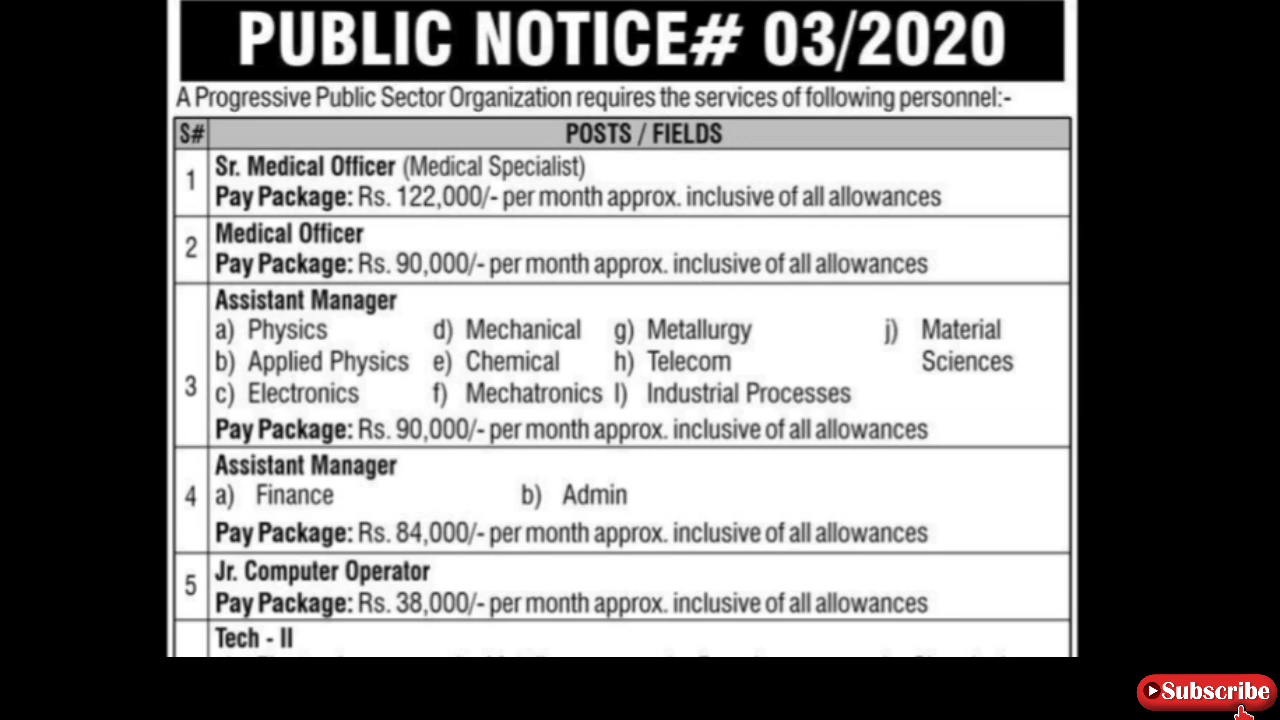 PUBLIC NOTICE# 03/2020
A Progressive Public Sector Organization requires the services of following personnel:-
S# POSTS / FIELDS
1 Sr. Medical Officer (Medical Specialist)
Pay Package: Rs. 122,000/- per month approx. inclusive of all allowances
2 Medical Officer
Pay Package: Rs. 90,000/- per month approx. inclusive of all allowances
3 Assistant Manager
a) Physics d) Mechanical g) Metallurgy j) Material
b) Applied Physics e) Chemical h) Telecom Sciences
c) Electronics f) Mechatronics I) Industrial Processes
Pay Package: Rs. 90,000/- per month approx. inclusive of all allowances
4 Assistant Manager
a) Finance b) Admin
Pay Package: Rs. 84,000/- per month approx. inclusive of all allowances
5 Jr. Computer Operator
Pay Package: Rs. 38,000/- per month approx. inclusive of all allowances
Tech - II
Subscribe